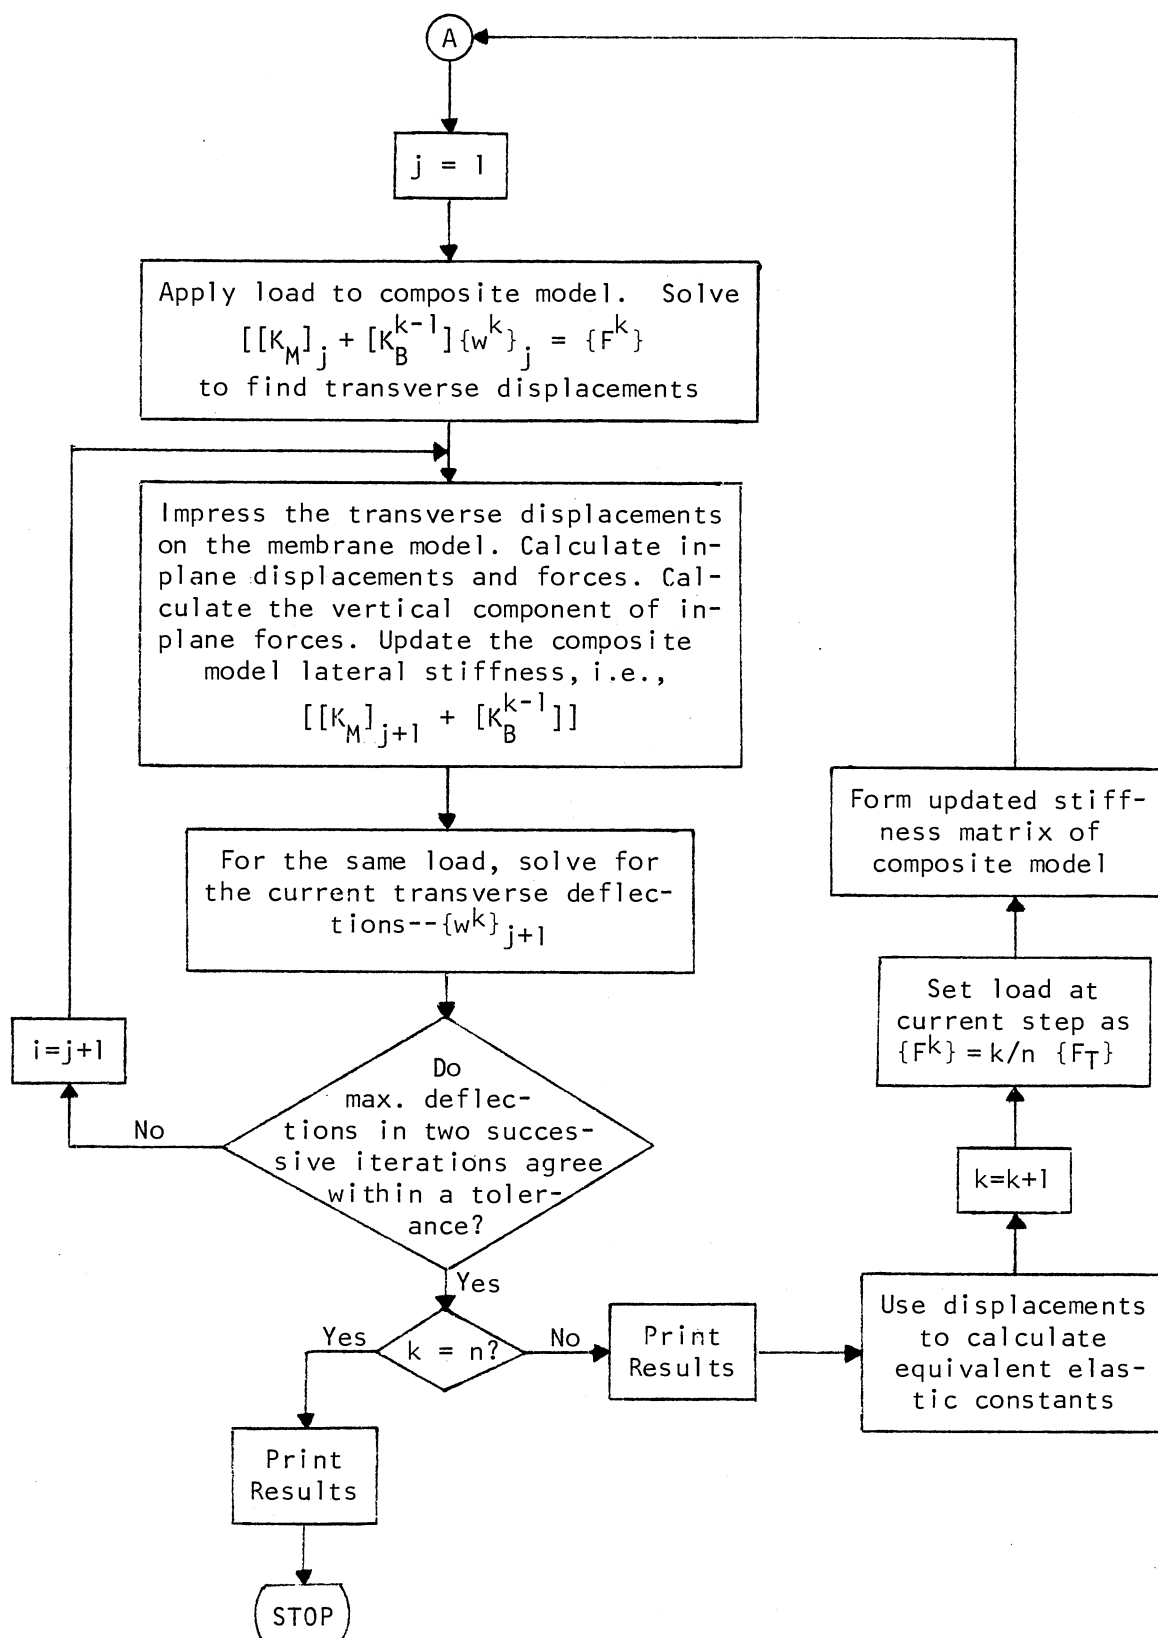 A
j = 1
Apply load to composite model. Solve
[[K_M]_j + [K_B^{k-1}]{w^k}_j = {F^k}
to find transverse displacements
Impress the transverse displacements
on the membrane model. Calculate in-
plane displacements and forces. Cal-
culate the vertical component of in-
plane forces. Update the composite
model lateral stiffness, i.e.,
[[K_M]_{j+1} + [K_B^{k-1}]]
For the same load, solve for
the current transverse deflec-
tions--{w^k}_{j+1}
i=j+1
Do
max. deflec-
tions in two succes-
sive iterations agree
within a toler-
ance?
No
Yes
k = n?
Yes
No
Print
Results
STOP
Print
Results
Use displacements
to calculate
equivalent elas-
tic constants
k=k+1
Set load at
current step as
{F^k} = k/n {F_T}
Form updated stiff-
ness matrix of
composite model